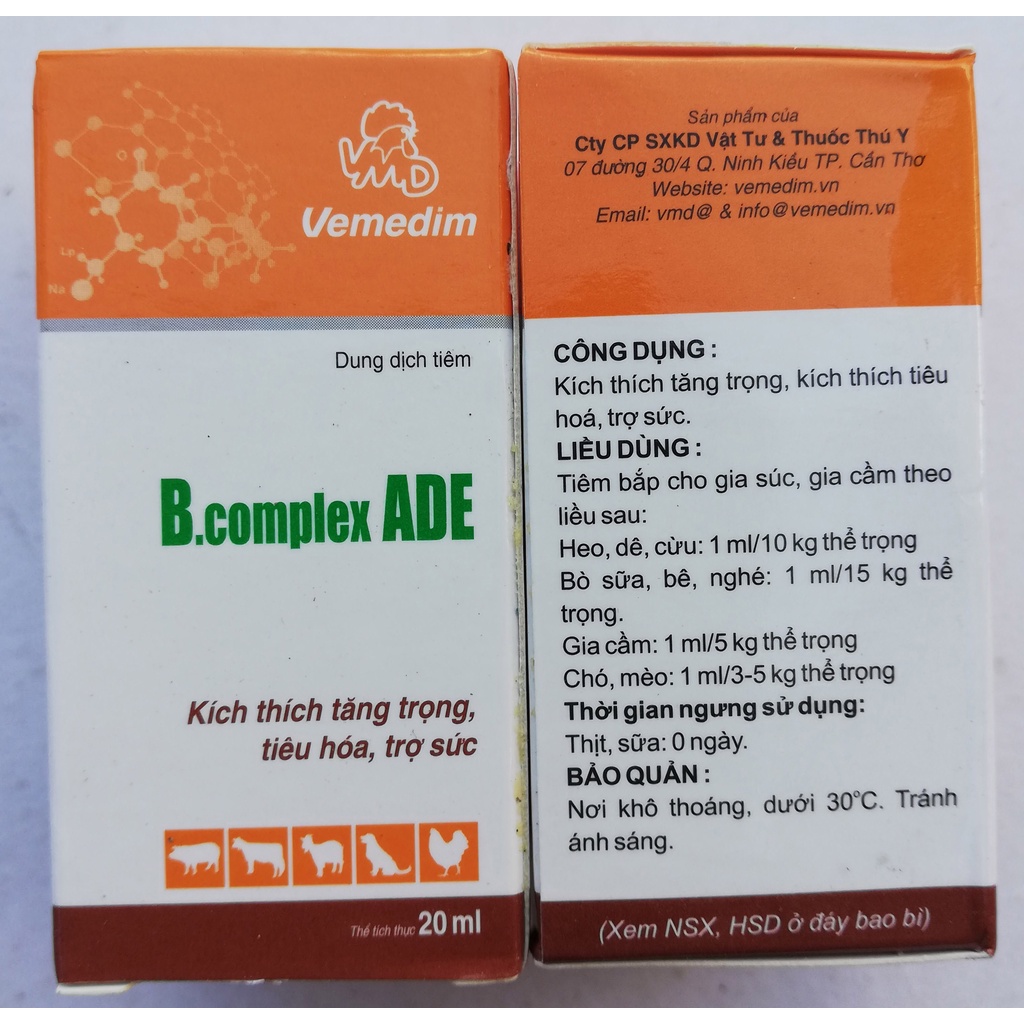 VMD
Vemedim
Lp
Na
Dung dịch tiêm
B.complex ADE
Kích thích tăng trọng,
tiêu hóa, trợ sức
Thể tích thực 20 ml
Sản phẩm của
Cty CP SXKD Vật Tư & Thuốc Thú Y
07 đường 30/4 Q. Ninh Kiều TP. Cần Thơ
Website: vemedim.vn
Email: vmd@ & info@vemedim.vn
CÔNG DỤNG :
Kích thích tăng trọng, kích thích tiêu
hoá, trợ sức.
LIỀU DÙNG :
Tiêm bắp cho gia súc, gia cầm theo
liều sau:
Heo, dê, cừu: 1 ml/10 kg thể trọng
Bò sữa, bê, nghé: 1 ml/15 kg thể
trọng.
Gia cầm: 1 ml/5 kg thể trọng
Chó, mèo: 1 ml/3-5 kg thể trọng
Thời gian ngưng sử dụng:
Thịt, sữa: 0 ngày.
BẢO QUẢN :
Nơi khô thoáng, dưới 30°C. Tránh
ánh sáng.
(Xem NSX, HSD ở đáy bao bì)